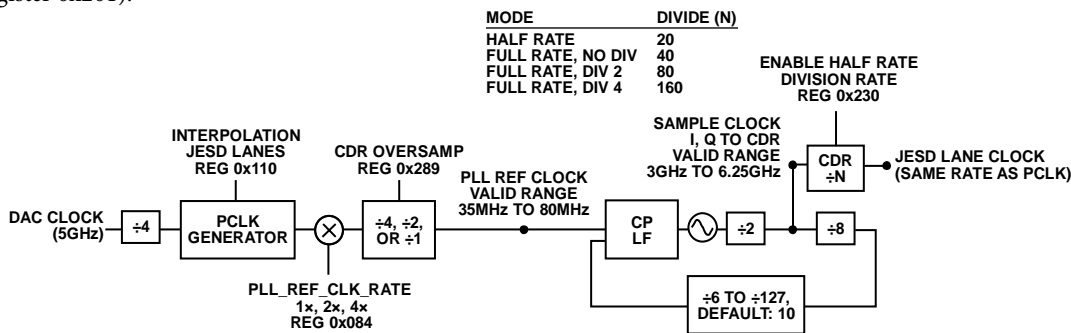 gister 0x201).
MODE DIVIDE (N)
HALF RATE 20
FULL RATE, NO DIV 40
FULL RATE, DIV 2 80
FULL RATE, DIV 4 160
ENABLE HALF RATE
DIVISION RATE
REG 0x230
INTERPOLATION
JESD LANES
REG 0x110
CDR OVERSAMP
REG 0x289
PLL REF CLOCK
VALID RANGE
35MHz TO 80MHz
SAMPLE CLOCK
I, Q TO CDR
VALID RANGE
3GHz TO 6.25GHz
CDR
÷N
JESD LANE CLOCK
(SAME RATE AS PCLK)
DAC CLOCK
(5GHz)
÷4
PCLK
GENERATOR
÷4, ÷2,
OR ÷1
CP
LF
÷2
÷8
PLL_REF_CLK_RATE
1×, 2×, 4×
REG 0x084
÷6 TO ÷127,
DEFAULT: 10